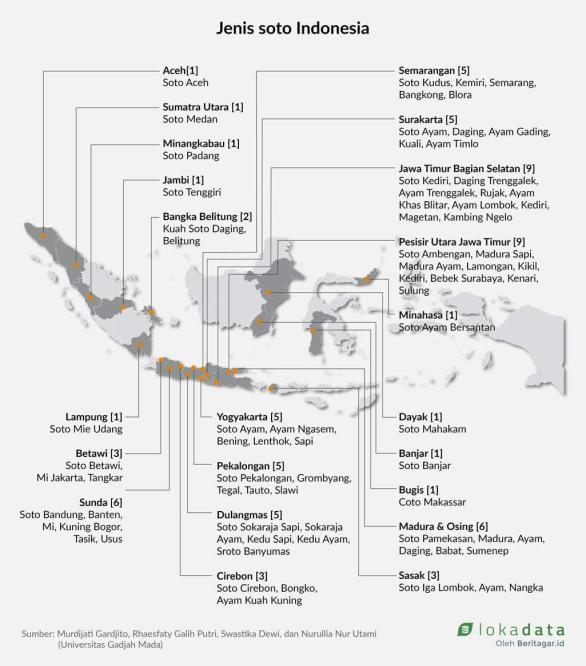 Jenis soto Indonesia
Aceh[1]
Soto Aceh
Sumatra Utara [1]
Soto Medan
Minangkabau [1]
Soto Padang
Jambi [1]
Soto Tenggiri
Bangka Belitung [2]
Kuah Soto Daging,
Belitung
Semarangan [5]
Soto Kudus, Kemiri, Semarang,
Bangkong, Blora
Surakarta [5]
Soto Ayam, Daging, Ayam Gading,
Kuali, Ayam Timlo
Jawa Timur Bagian Selatan [9]
Soto Kediri, Daging Trenggalek,
Ayam Trenggalek, Rujak, Ayam
Khas Blitar, Ayam Lombok, Kediri,
Magetan, Kambing Ngelo
Pesisir Utara Jawa Timur [9]
Soto Ambengan, Madura Sapi,
Madura Ayam, Lamongan, Kikil,
Kediri, Bebek Surabaya, Kenari,
Sulung
Minahasa [1]
Soto Ayam Bersantan
Lampung [1]
Soto Mie Udang
Betawi [3]
Soto Betawi,
Mi Jakarta, Tangkar
Sunda [6]
Soto Bandung, Banten,
Mi, Kuning Bogor,
Tasik, Usus
Yogyakarta [5]
Soto Ayam, Ayam Ngasem,
Bening, Lenthok, Sapi
Pekalongan [5]
Soto Pekalongan, Grombyang,
Tegal, Tauto, Slawi
Dulangmas [5]
Soto Sokaraja Sapi, Sokaraja
Ayam, Kedu Sapi, Kedu Ayam,
Sroto Banyumas
Cirebon [3]
Soto Cirebon, Bongko,
Ayam Kuah Kuning
Dayak [1]
Soto Mahakam
Banjar [1]
Soto Banjar
Bugis [1]
Coto Makassar
Madura & Osing [6]
Soto Pamekasan, Madura, Ayam,
Daging, Babat, Sumenep
Sasak [3]
Soto Iga Lombok, Ayam, Nangka
Sumber: Murdijati Gardjito, Rhaesfaty Galih Putri, Swastika Dewi, dan Nurullia Nur Utami
(Universitas Gadjah Mada)
lokadata
Oleh Beritagar.id